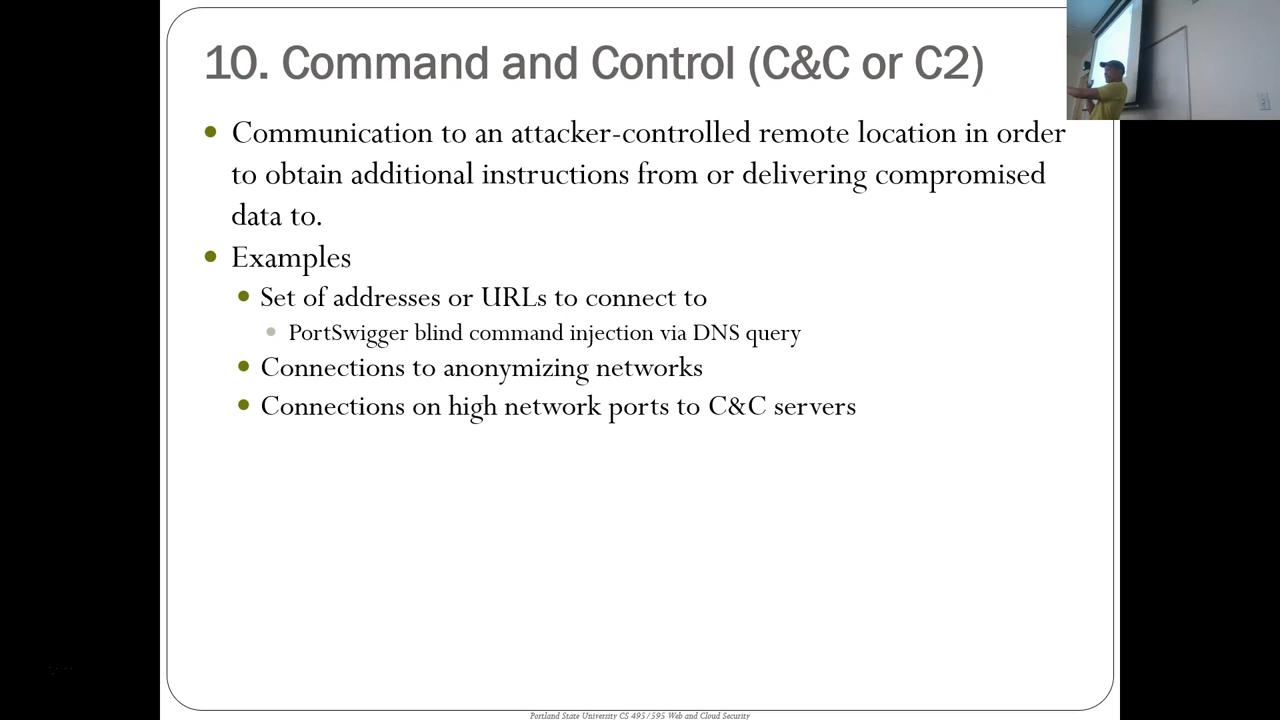 10. Command and Control (C&C or C2)
Communication to an attacker-controlled remote location in order
to obtain additional instructions from or delivering compromised
data to.
Examples
Set of addresses or URLs to connect to
PortSwigger blind command injection via DNS query
Connections to anonymizing networks
Connections on high network ports to C&C servers
Portland State University CS 495/595 Web and Cloud Security